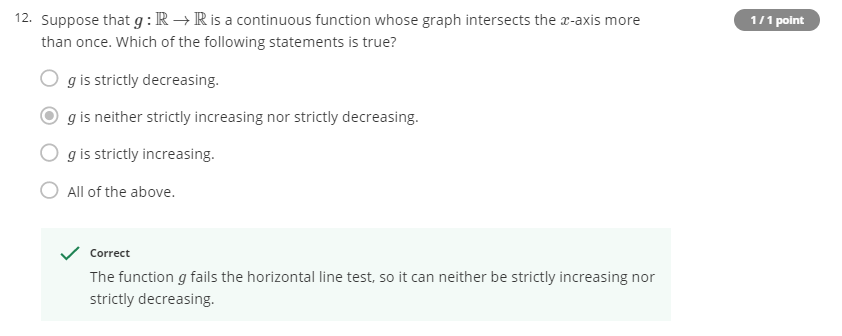 12. Suppose that g : ℝ → ℝ is a continuous function whose graph intersects the x-axis more
1 / 1 point
than once. Which of the following statements is true?
g is strictly decreasing.
g is neither strictly increasing nor strictly decreasing.
g is strictly increasing.
All of the above.
Correct
The function g fails the horizontal line test, so it can neither be strictly increasing nor
strictly decreasing.